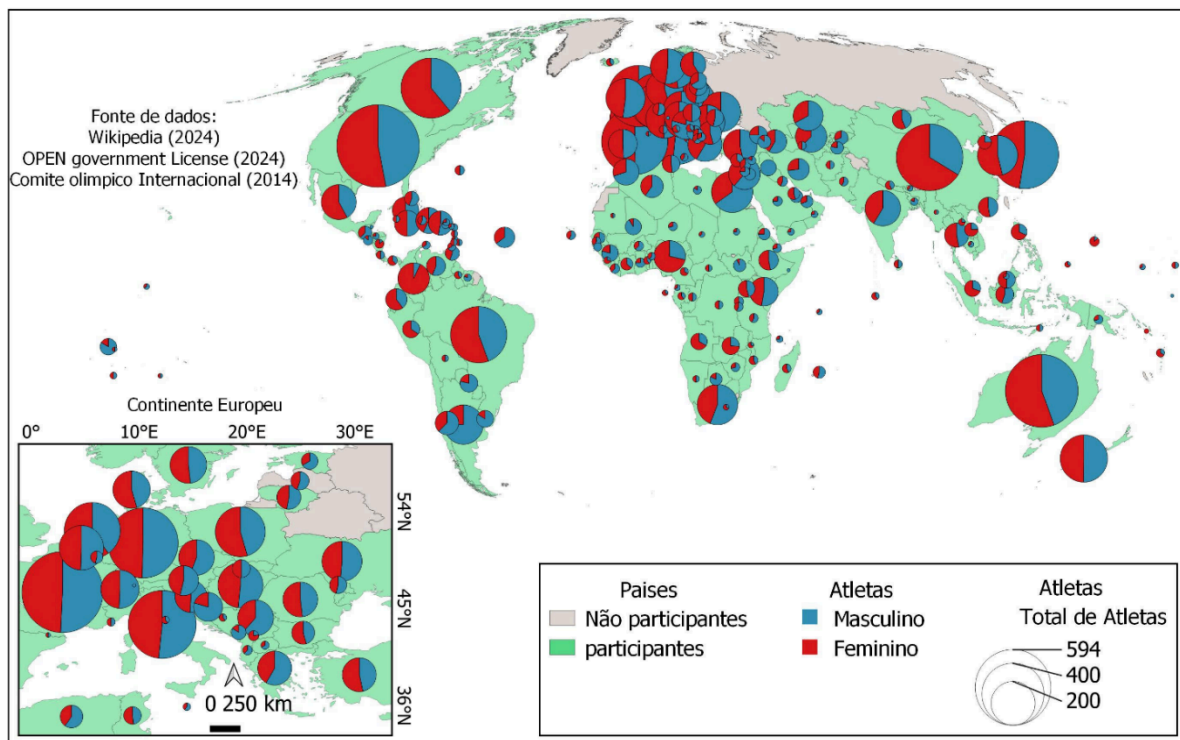 Fonte de dados:
Wikipedia (2024)
OPEN government License (2024)
Comite olimpico Internacional (2014)
Continente Europeu
0° 10°E 20°E 30°E
54°N
45°N
36°N
0 250 km
Paises
Não participantes
participantes
Atletas
Masculino
Feminino
Atletas
Total de Atletas
594
400
200